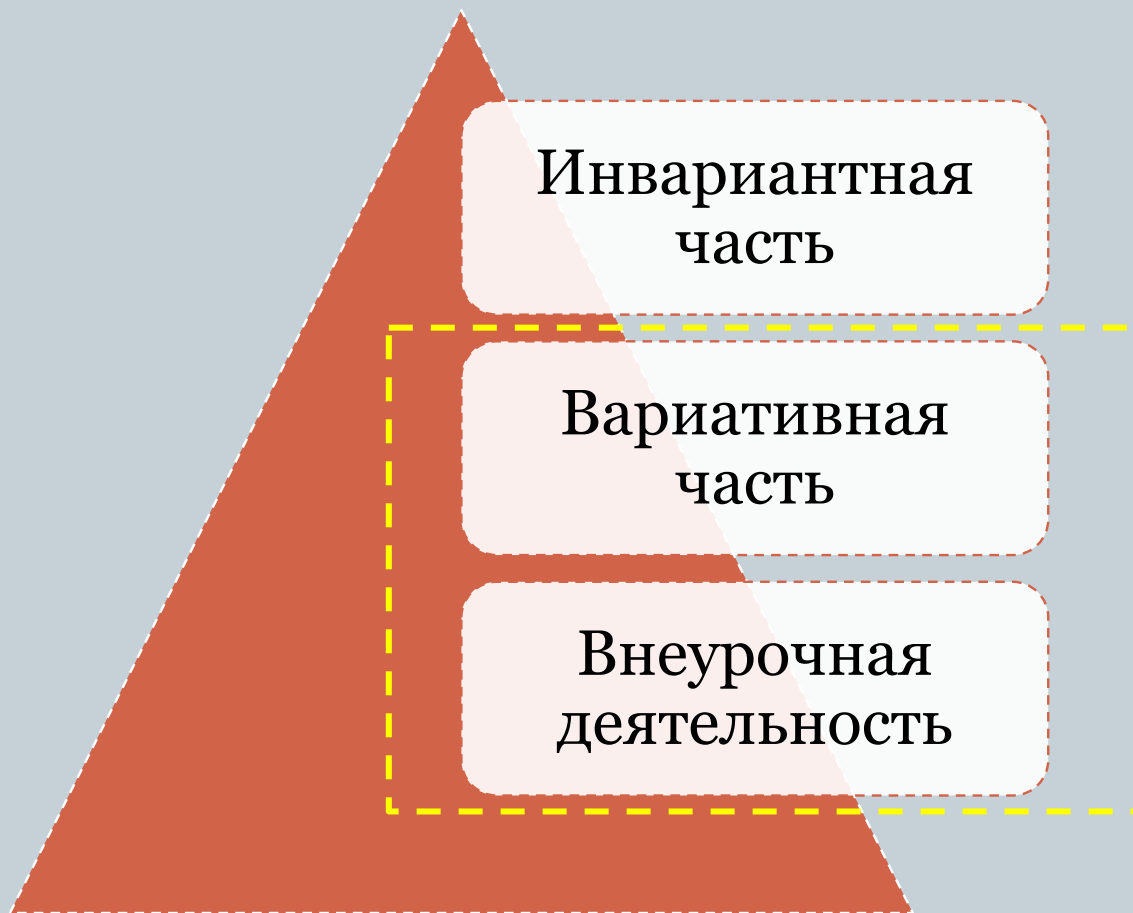 Инвариантная
часть
Вариативная
часть
Внеурочная
деятельность